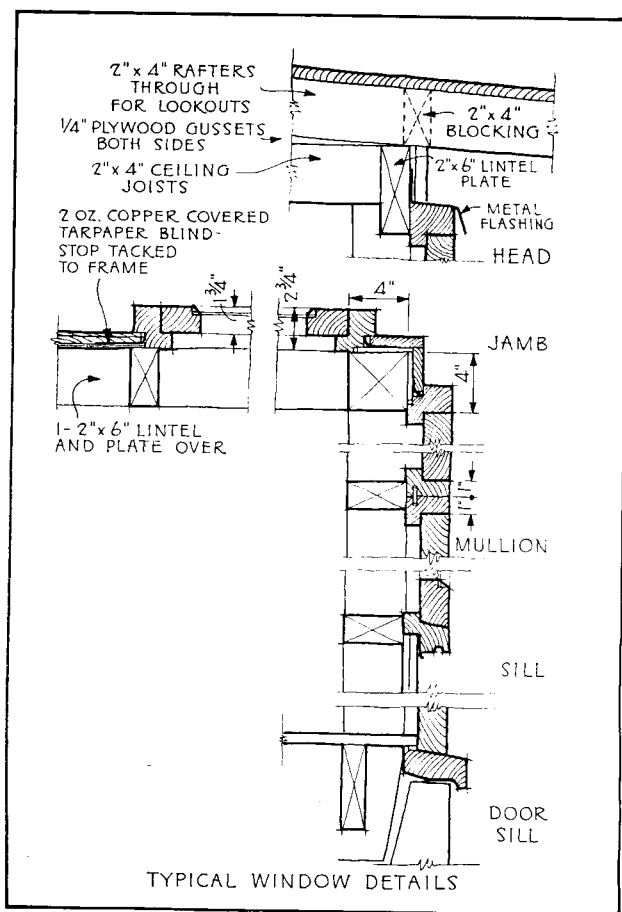 2" x 4" RAFTERS
THROUGH
FOR LOOKOUTS
1/4" PLYWOOD GUSSETS
BOTH SIDES
2" x 4" CEILING
JOISTS
2" x 4"
BLOCKING
2" x 6" LINTEL
PLATE
METAL
FLASHING
HEAD
2 OZ. COPPER COVERED
TARPAPER BLIND-
STOP TACKED
TO FRAME
1 3/4"
2 3/4"
4"
JAMB
4"
1- 2" x 6" LINTEL
AND PLATE OVER
1"
1"
MULLION
SILL
DOOR
SILL
TYPICAL WINDOW DETAILS